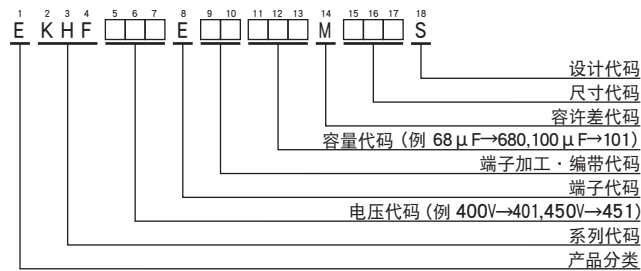 1 2 3 4 5 6 7 8 9 10 11 12 13 14 15 16 17 18
E KHF □□□ E □□ □□□ M □□□ S
设计代码
尺寸代码
容许差代码
容量代码 (例 68μF→680,100μF→101)
端子加工·编带代码
端子代码
电压代码 (例 400V→401,450V→451)
系列代码
产品分类